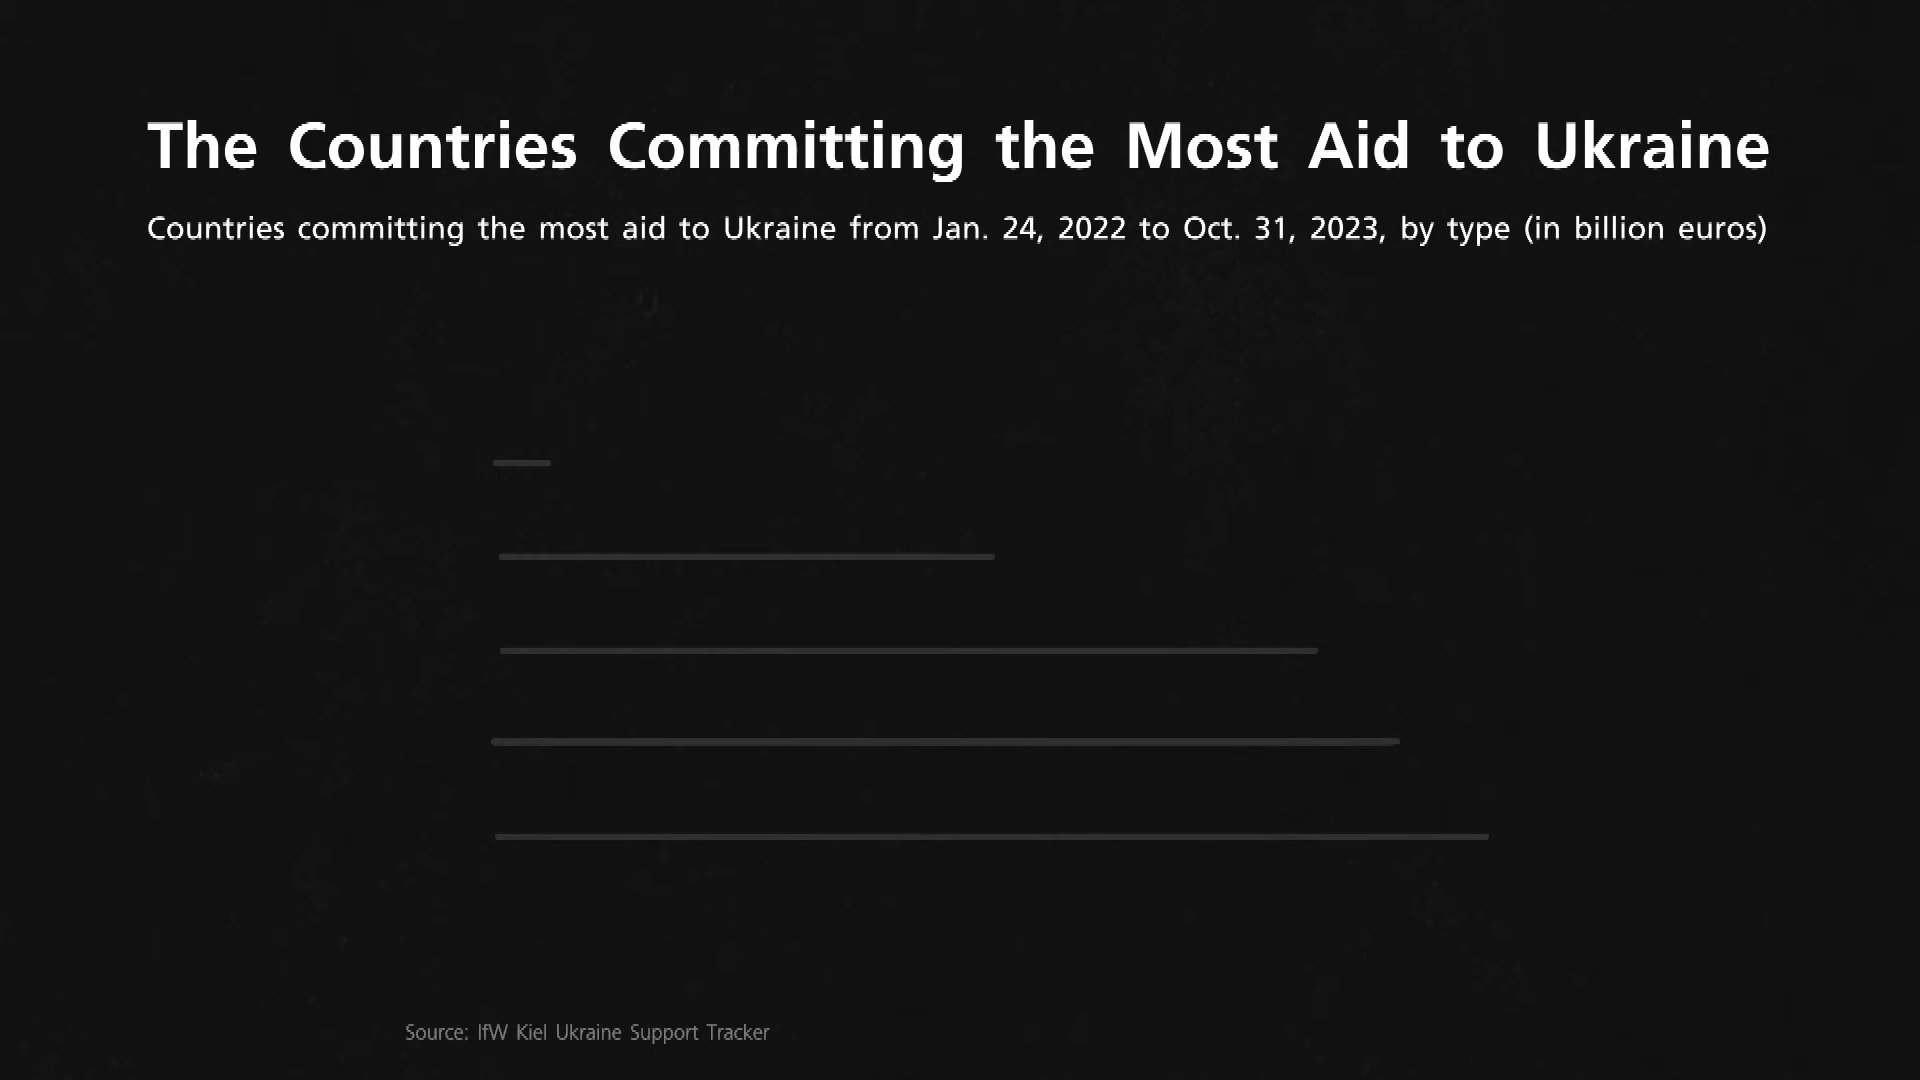 The Countries Committing the Most Aid to Ukraine
Countries committing the most aid to Ukraine from Jan. 24, 2022 to Oct. 31, 2023, by type (in billion euros)
Source: IfW Kiel Ukraine Support Tracker